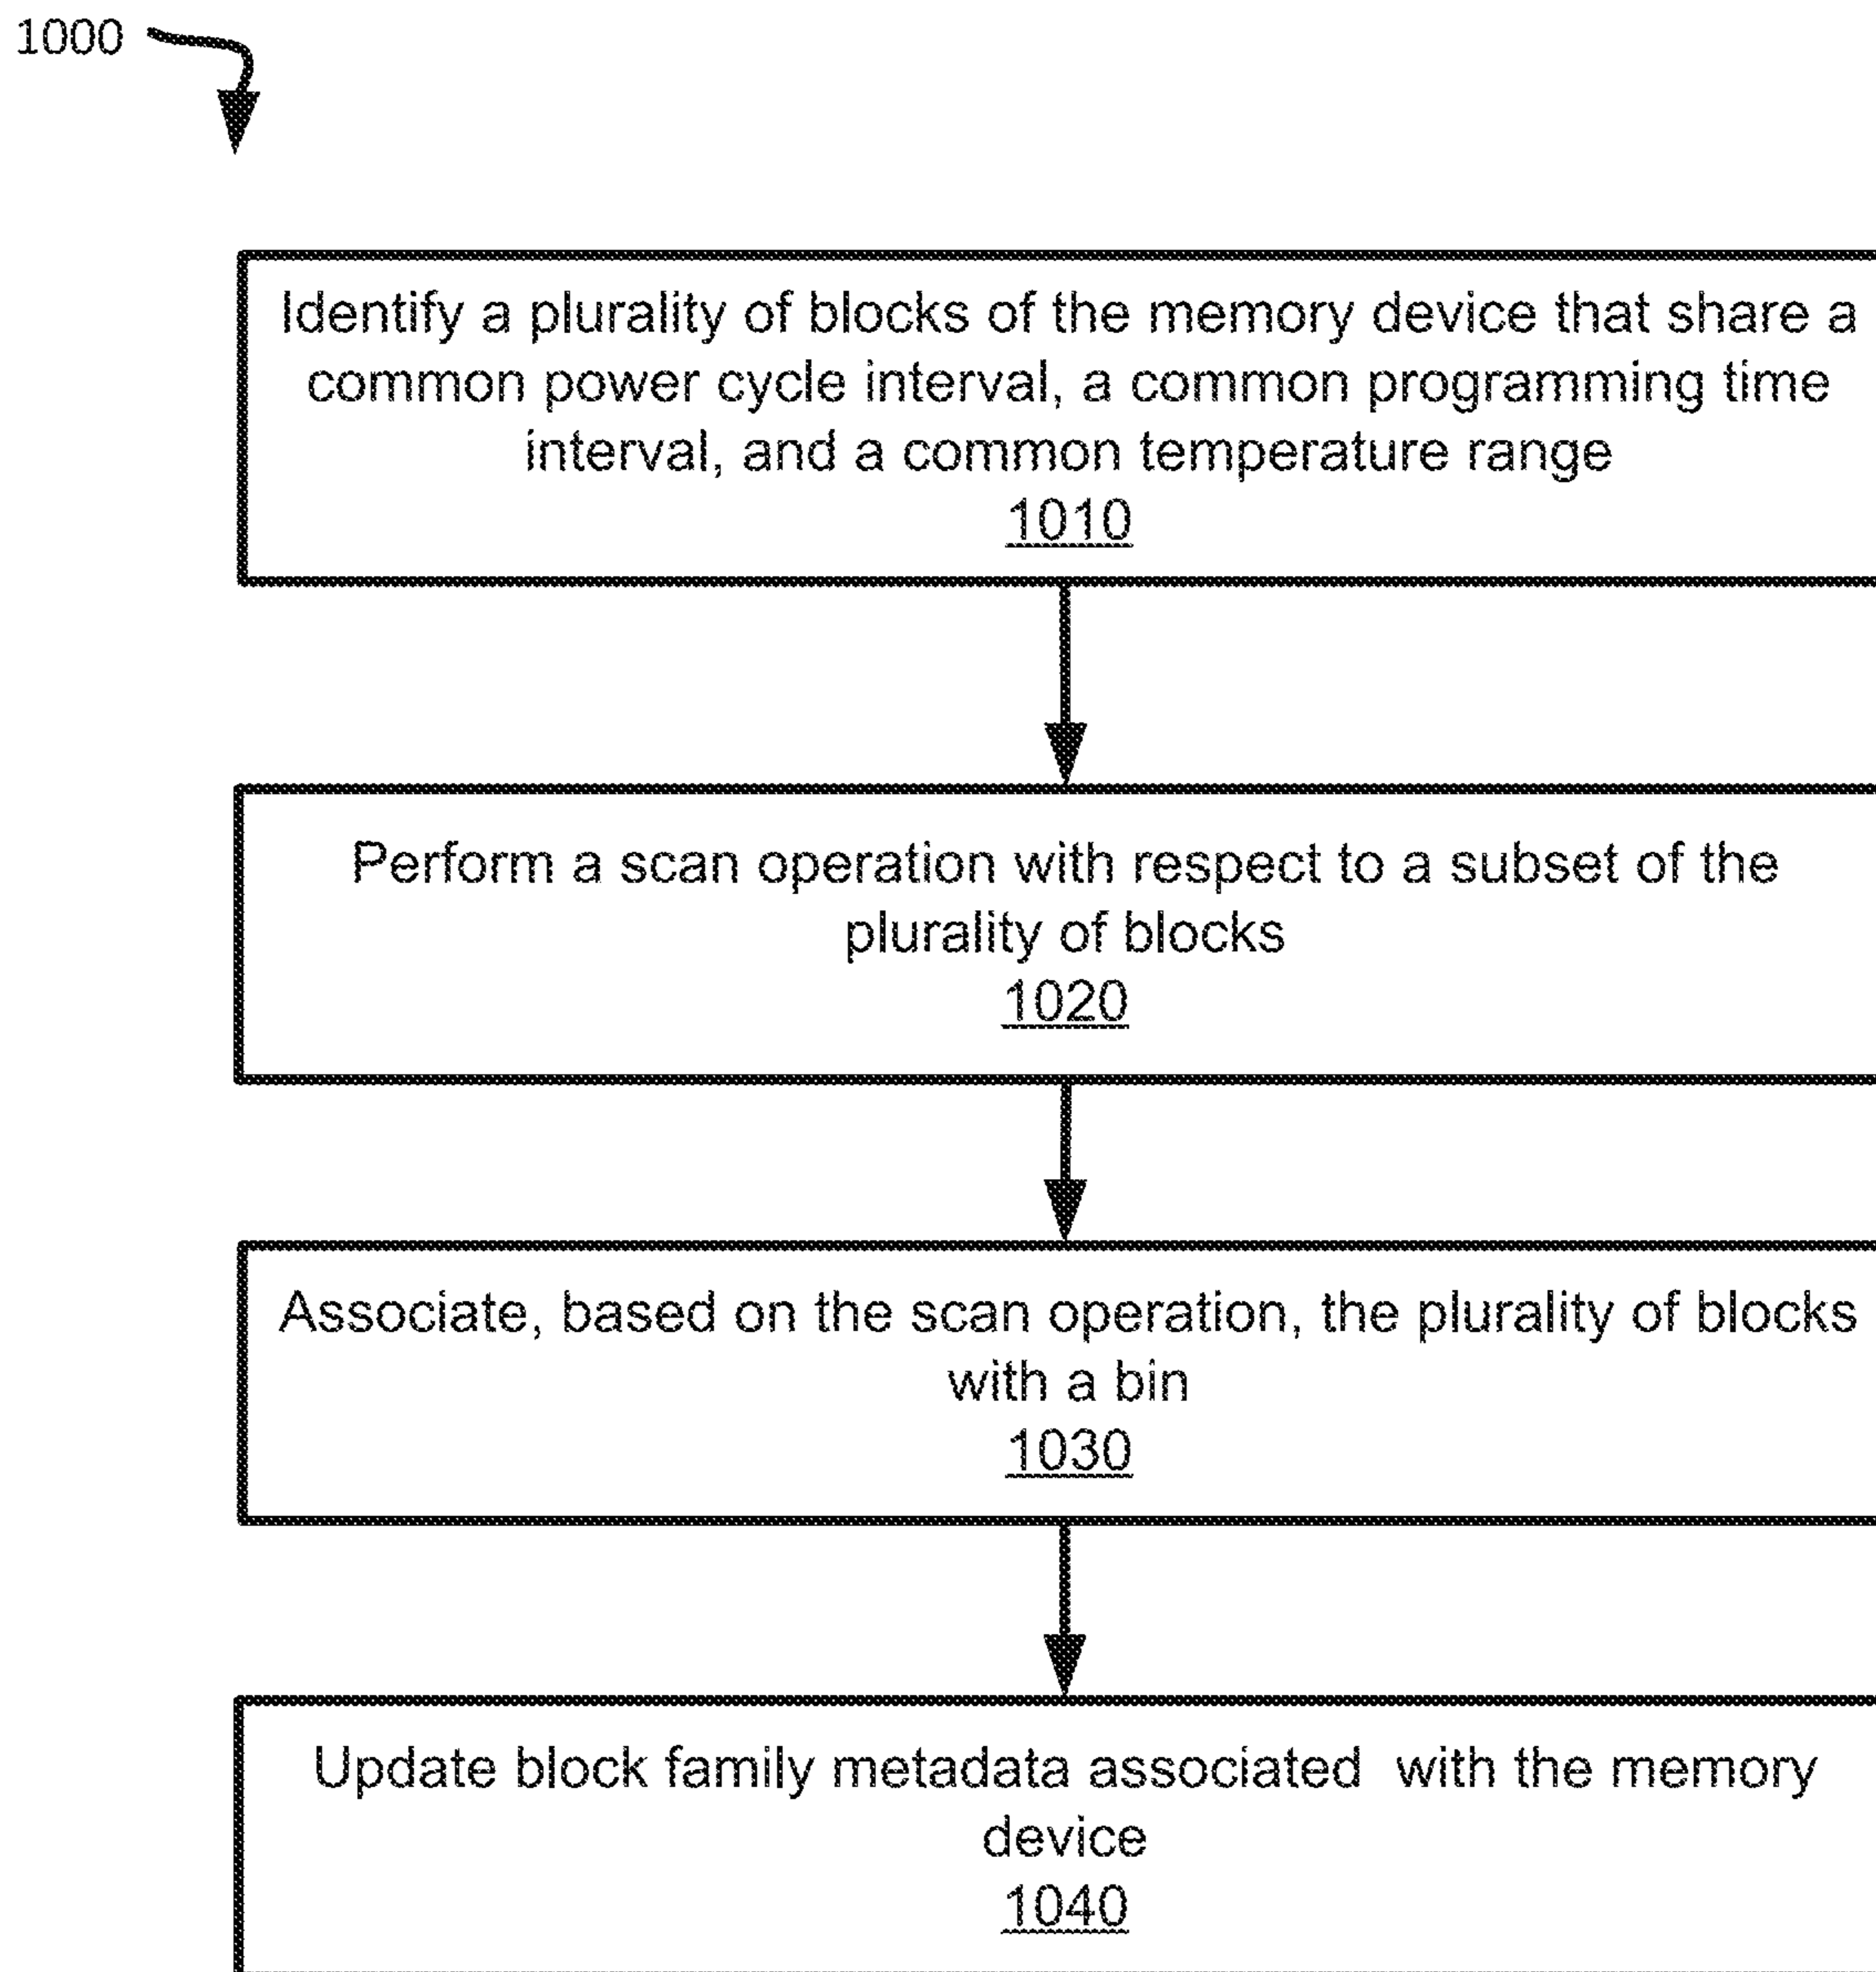 1000
Identify a plurality of blocks of the memory device that share a
common power cycle interval, a common programming time
interval, and a common temperature range
1010
Perform a scan operation with respect to a subset of the
plurality of blocks
1020
Associate, based on the scan operation, the plurality of blocks
with a bin
1030
Update block family metadata associated  with the memory
device
1040